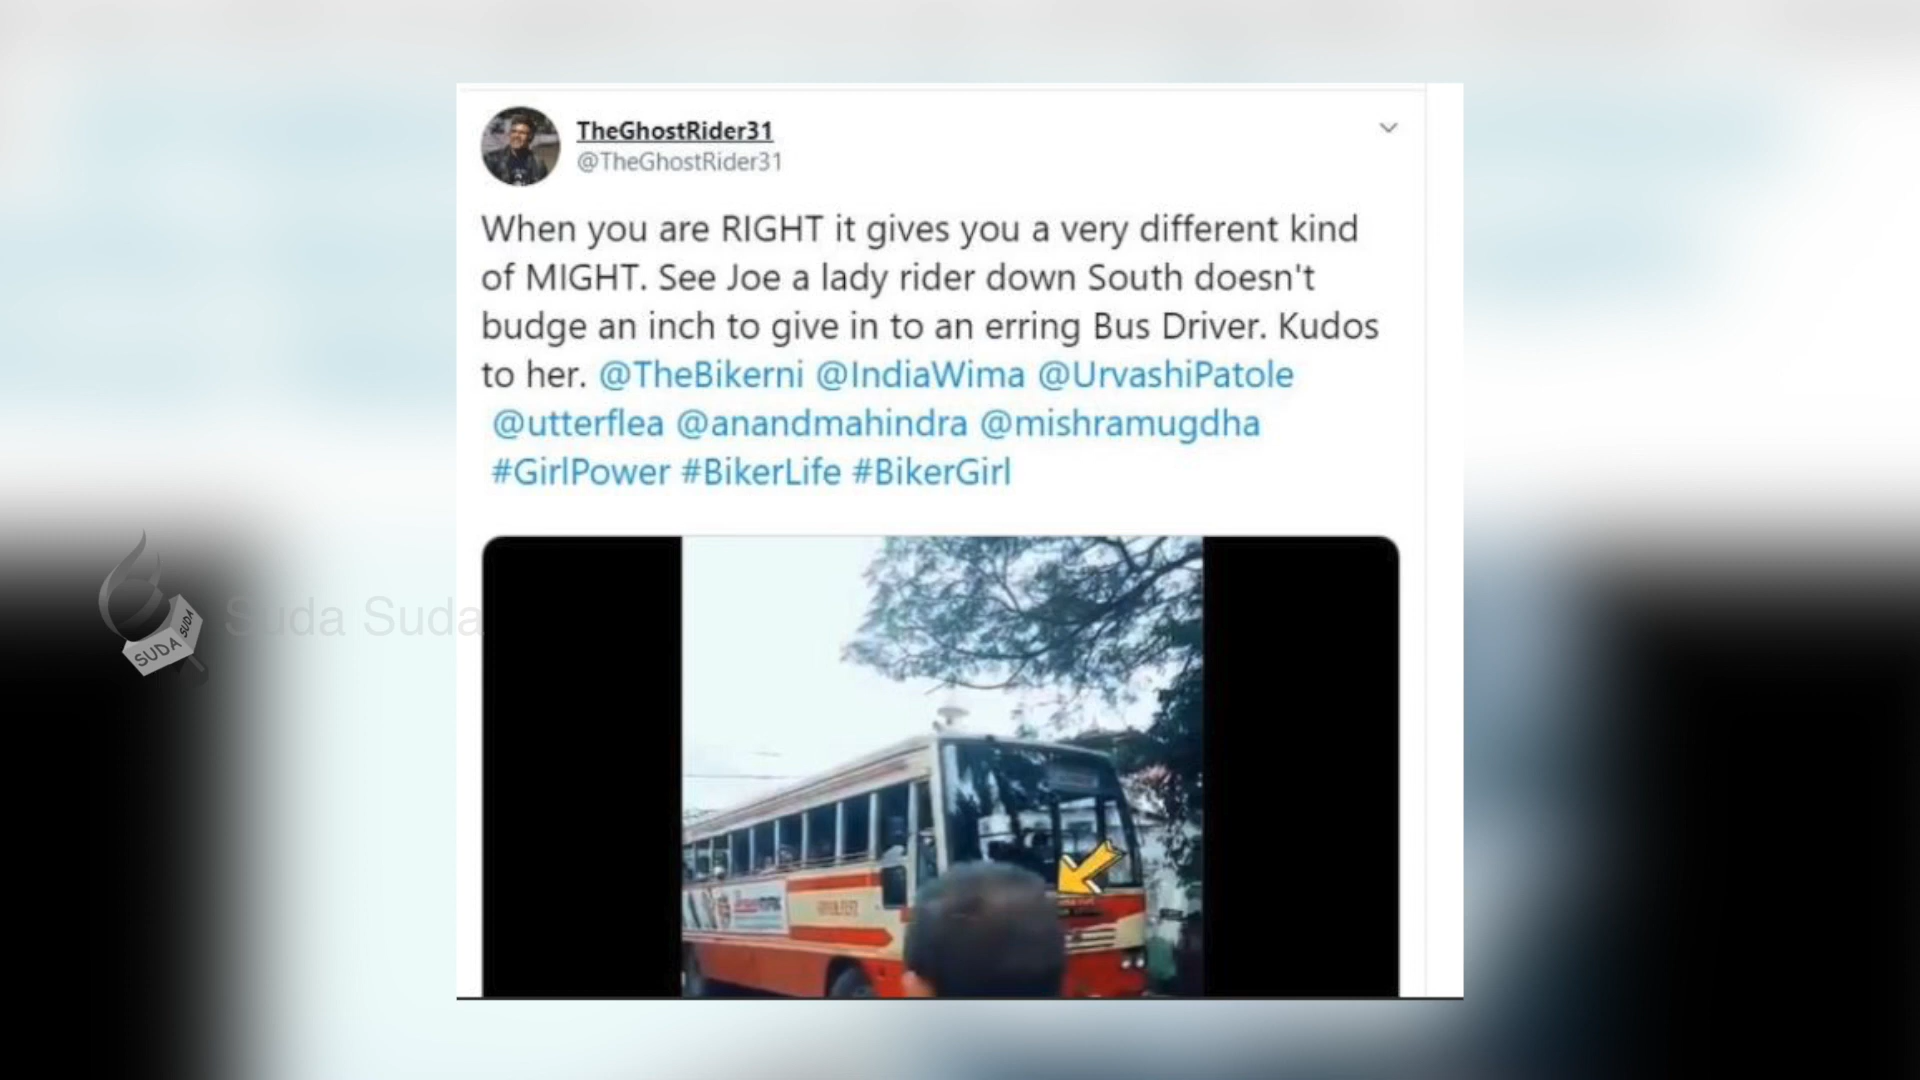 TheGhostRider31
@TheGhostRider31
When you are RIGHT it gives you a very different kind
of MIGHT. See Joe a lady rider down South doesn't
budge an inch to give in to an erring Bus Driver. Kudos
to her. @TheBikerni @IndiaWima @UrvashiPatole
@utterflea @anandmahindra @mishramugdha
#GirlPower #BikerLife #BikerGirl
Suda Suda
SUDA SUDA